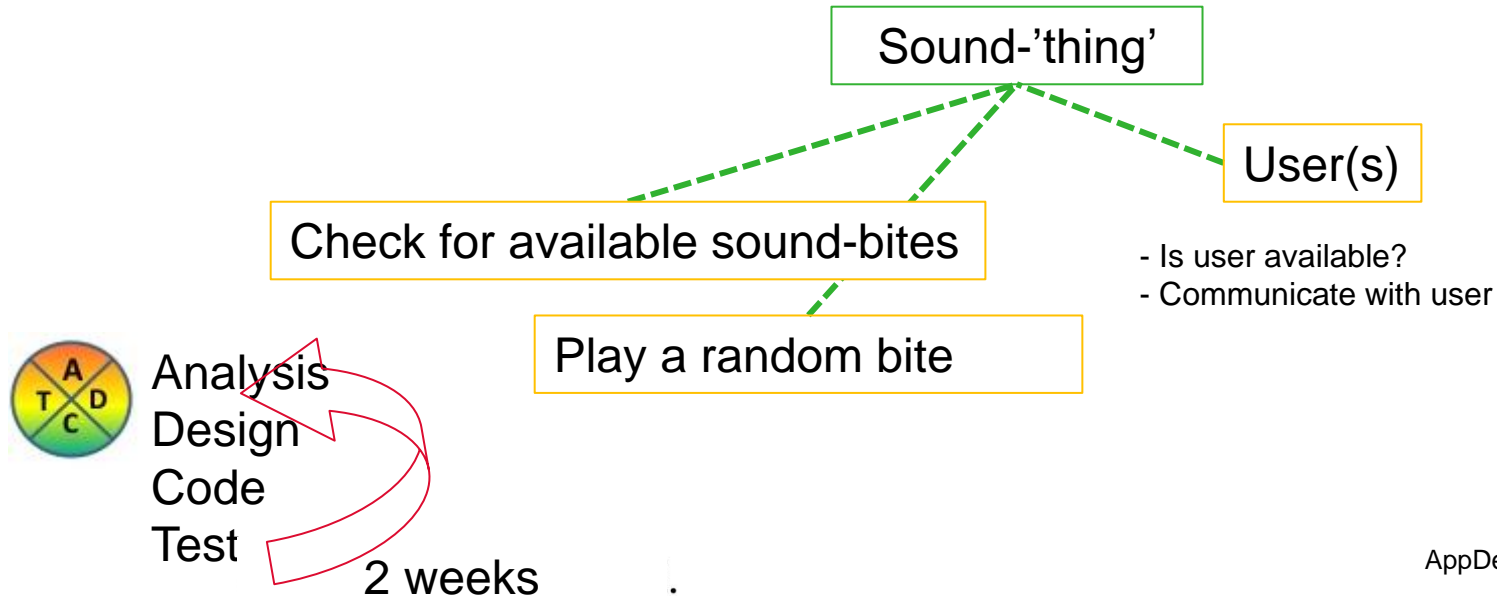 Sound-’thing’
User(s)
Check for available sound-bites
- Is user available?
- Communicate with user
Play a random bite
A
T D
C
Analysis
Design
Code
Test
2 weeks
.
AppDe